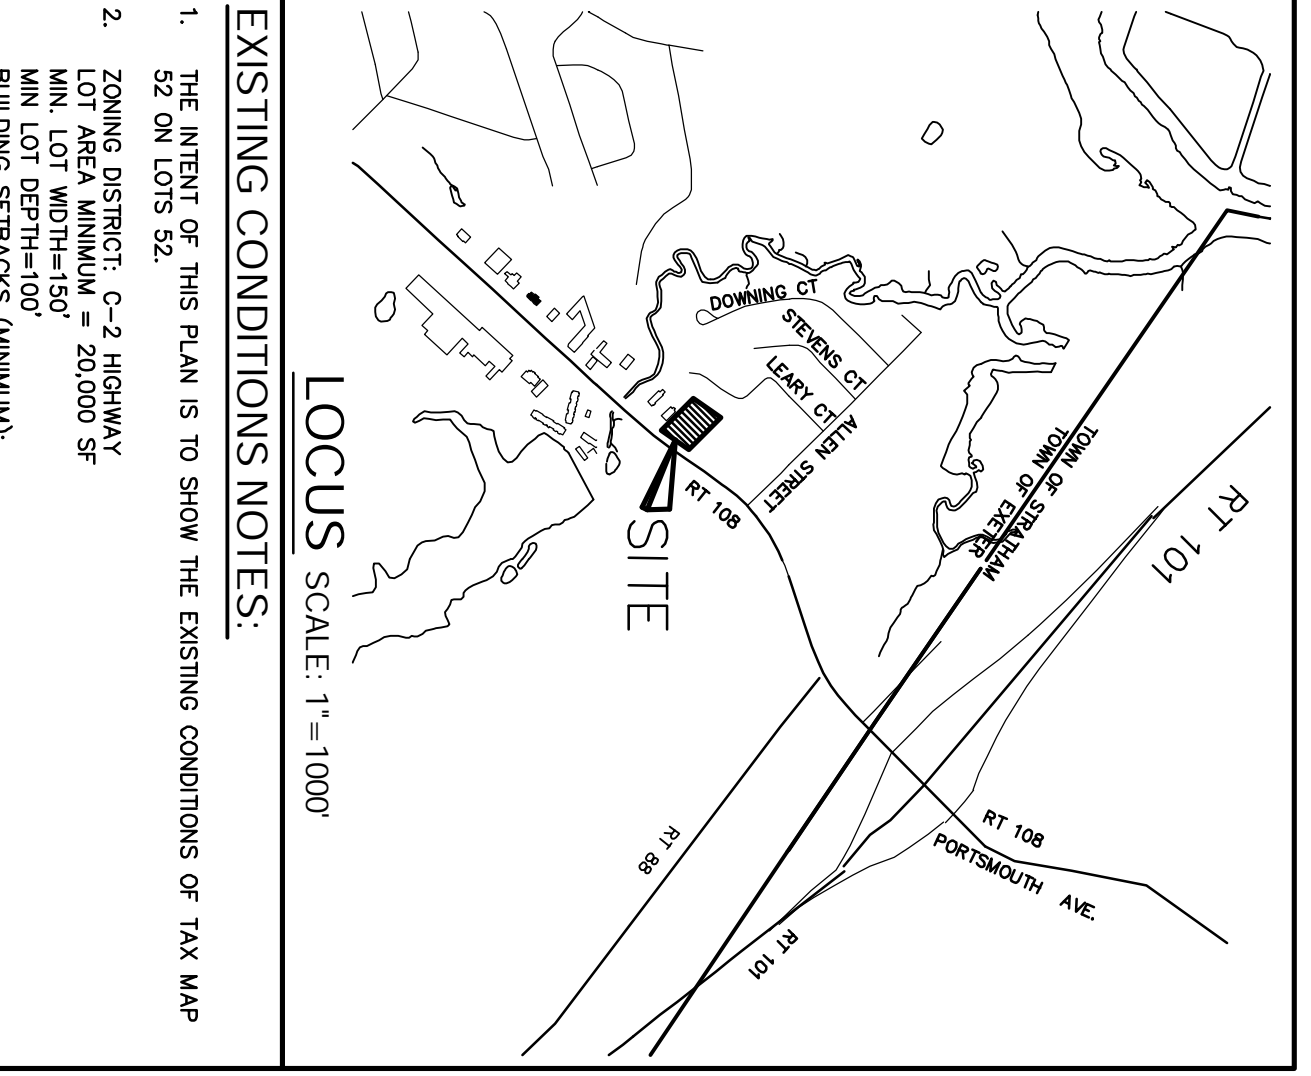 RT 101
TOWN OF STRATHAM
TOWN OF EXETER
RT 108
PORTSMOUTH AVE.
DOWNING CT
STEVENS CT
LEARY CT
ALLEN STREET
RT 108
SITE
RT 88
RT 101
LOCUS SCALE: 1"=1000'
EXISTING CONDITIONS NOTES:
1. THE INTENT OF THIS PLAN IS TO SHOW THE EXISTING CONDITIONS OF TAX MAP
52 ON LOTS 52.
2. ZONING DISTRICT: C-2 HIGHWAY
LOT AREA MINIMUM = 20,000 SF
MIN. LOT WIDTH=150'
MIN LOT DEPTH=100'
BUILDING SETBACKS (MINIMUM):